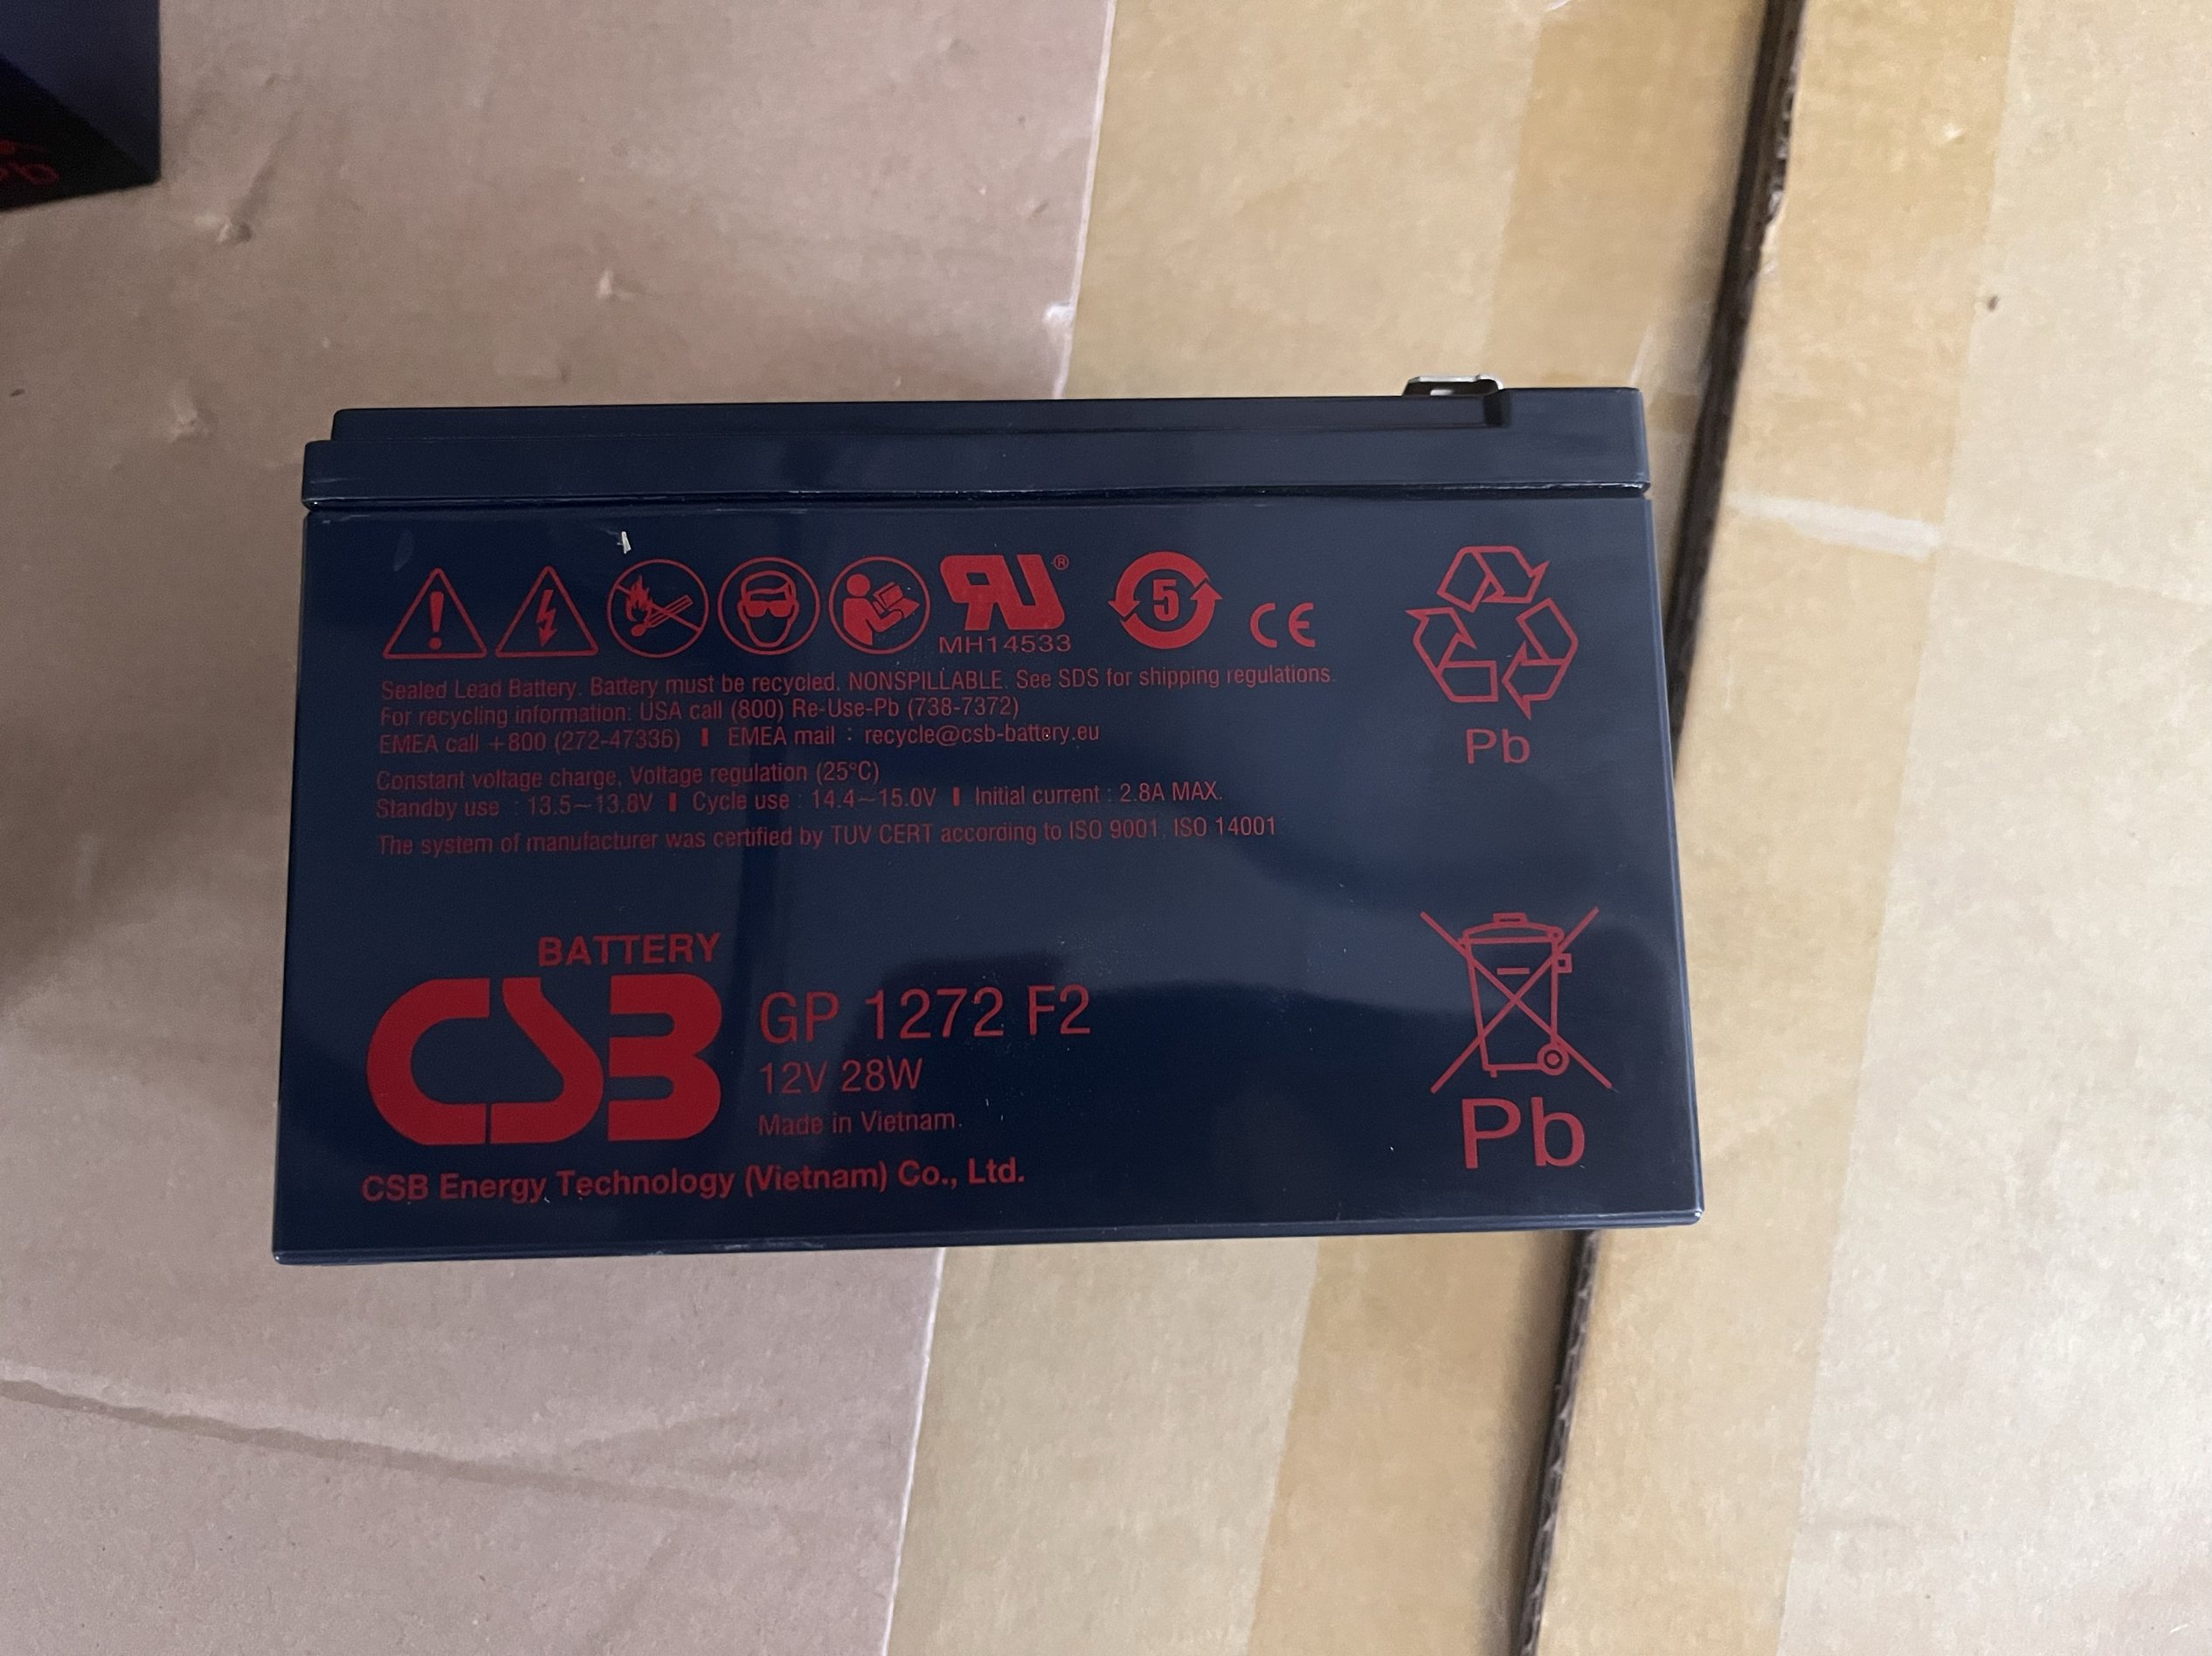 5
RU®
MH14533
CE
Sealed Lead Battery. Battery must be recycled. NONSPILLABLE. See SDS for shipping regulations.
For recycling information: USA call (800) Re-Use-Pb (738-7372)
EMEA call +800 (272-47336) | EMEA mail : recycle@csb-battery.eu
Constant voltage charge, Voltage regulation (25°C)
Standby use : 13.5~13.8V | Cycle use : 14.4~15.0V | Initial current : 2.8A MAX.
The system of manufacturer was certified by TUV CERT according to ISO 9001, ISO 14001
Pb
BATTERY
CSB
GP 1272 F2
12V 28W
Made in Vietnam.
CSB Energy Technology (Vietnam) Co., Ltd.
Pb
Pb